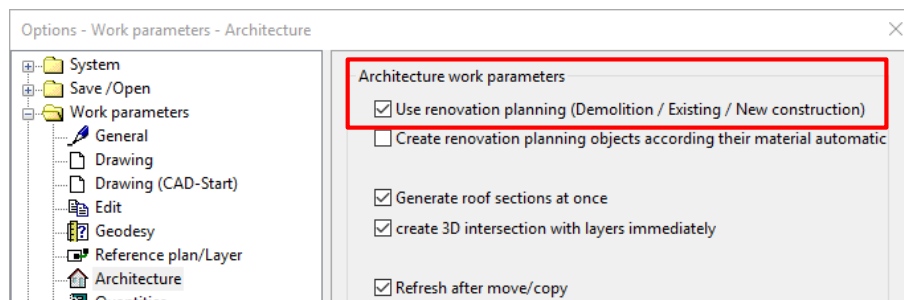 Options - Work parameters - Architecture
System
Save /Open
Work parameters
General
Drawing
Drawing (CAD-Start)
Edit
Geodesy
Reference plan/Layer
Architecture
Architecture work parameters
Use renovation planning (Demolition / Existing / New construction)
Create renovation planning objects according their material automatic
Generate roof sections at once
create 3D intersection with layers immediately
Refresh after move/copy